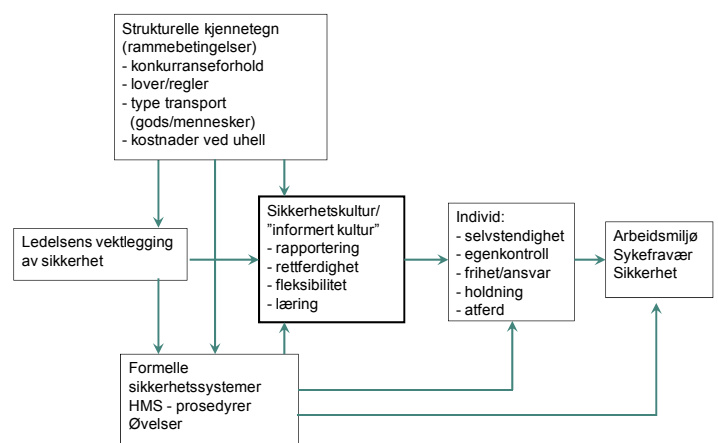 Strukturelle kjennetegn
(rammebetingelser)
- konkurranseforhold
- lover/regler
- type transport
(gods/mennesker)
- kostnader ved uhell
Ledelsens vektlegging
av sikkerhet
Sikkerhetskultur/
"informert kultur"
- rapportering
- rettferdighet
- fleksibilitet
- læring
Individ:
- selvstendighet
- egenkontroll
- frihet/ansvar
- holdning
- atferd
Arbeidsmiljø
Sykefravær
Sikkerhet
Formelle
sikkerhetssystemer
HMS - prosedyrer
Øvelser